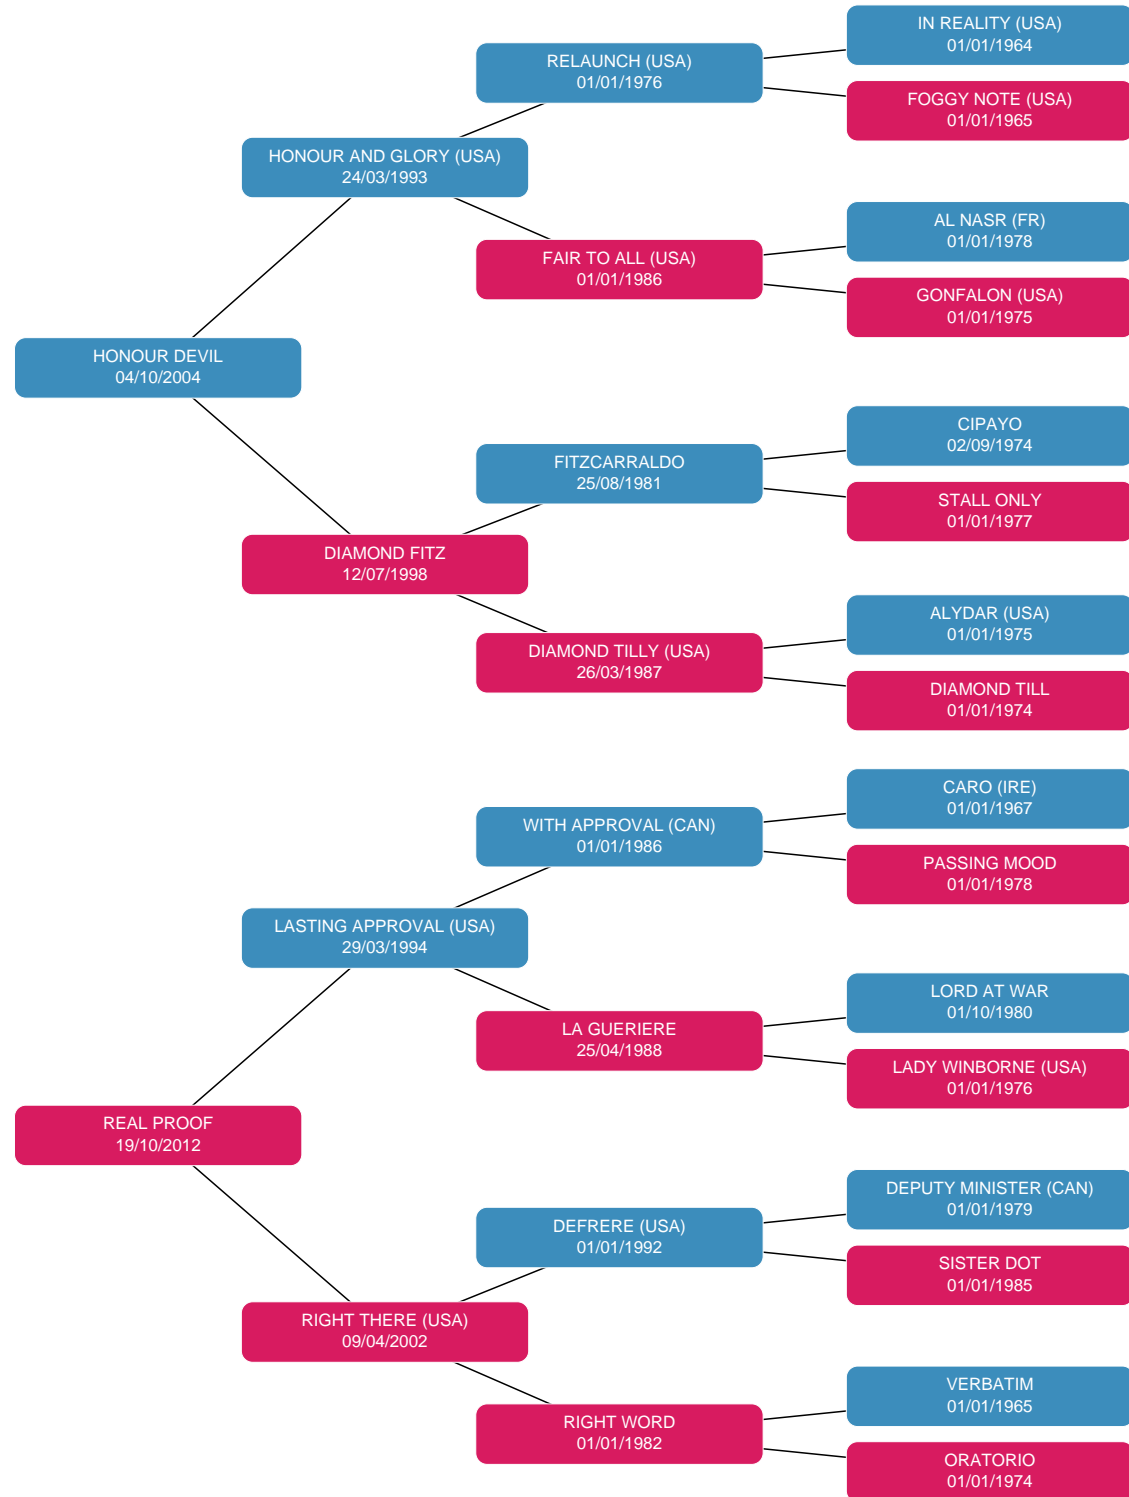 IN REALITY (USA)
01/01/1964
RELAUNCH (USA)
01/01/1976
FOGGY NOTE (USA)
01/01/1965
HONOUR AND GLORY (USA)
24/03/1993
AL NASR (FR)
01/01/1978
FAIR TO ALL (USA)
01/01/1986
GONFALON (USA)
01/01/1975
HONOUR DEVIL
04/10/2004
CIPAYO
02/09/1974
FITZCARRALDO
25/08/1981
STALL ONLY
01/01/1977
DIAMOND FITZ
12/07/1998
ALYDAR (USA)
01/01/1975
DIAMOND TILLY (USA)
26/03/1987
DIAMOND TILL
01/01/1974
CARO (IRE)
01/01/1967
WITH APPROVAL (CAN)
01/01/1986
PASSING MOOD
01/01/1978
LASTING APPROVAL (USA)
29/03/1994
LORD AT WAR
01/10/1980
LA GUERIERE
25/04/1988
LADY WINBORNE (USA)
01/01/1976
REAL PROOF
19/10/2012
DEPUTY MINISTER (CAN)
01/01/1979
DEFRERE (USA)
01/01/1992
SISTER DOT
01/01/1985
RIGHT THERE (USA)
09/04/2002
VERBATIM
01/01/1965
RIGHT WORD
01/01/1982
ORATORIO
01/01/1974